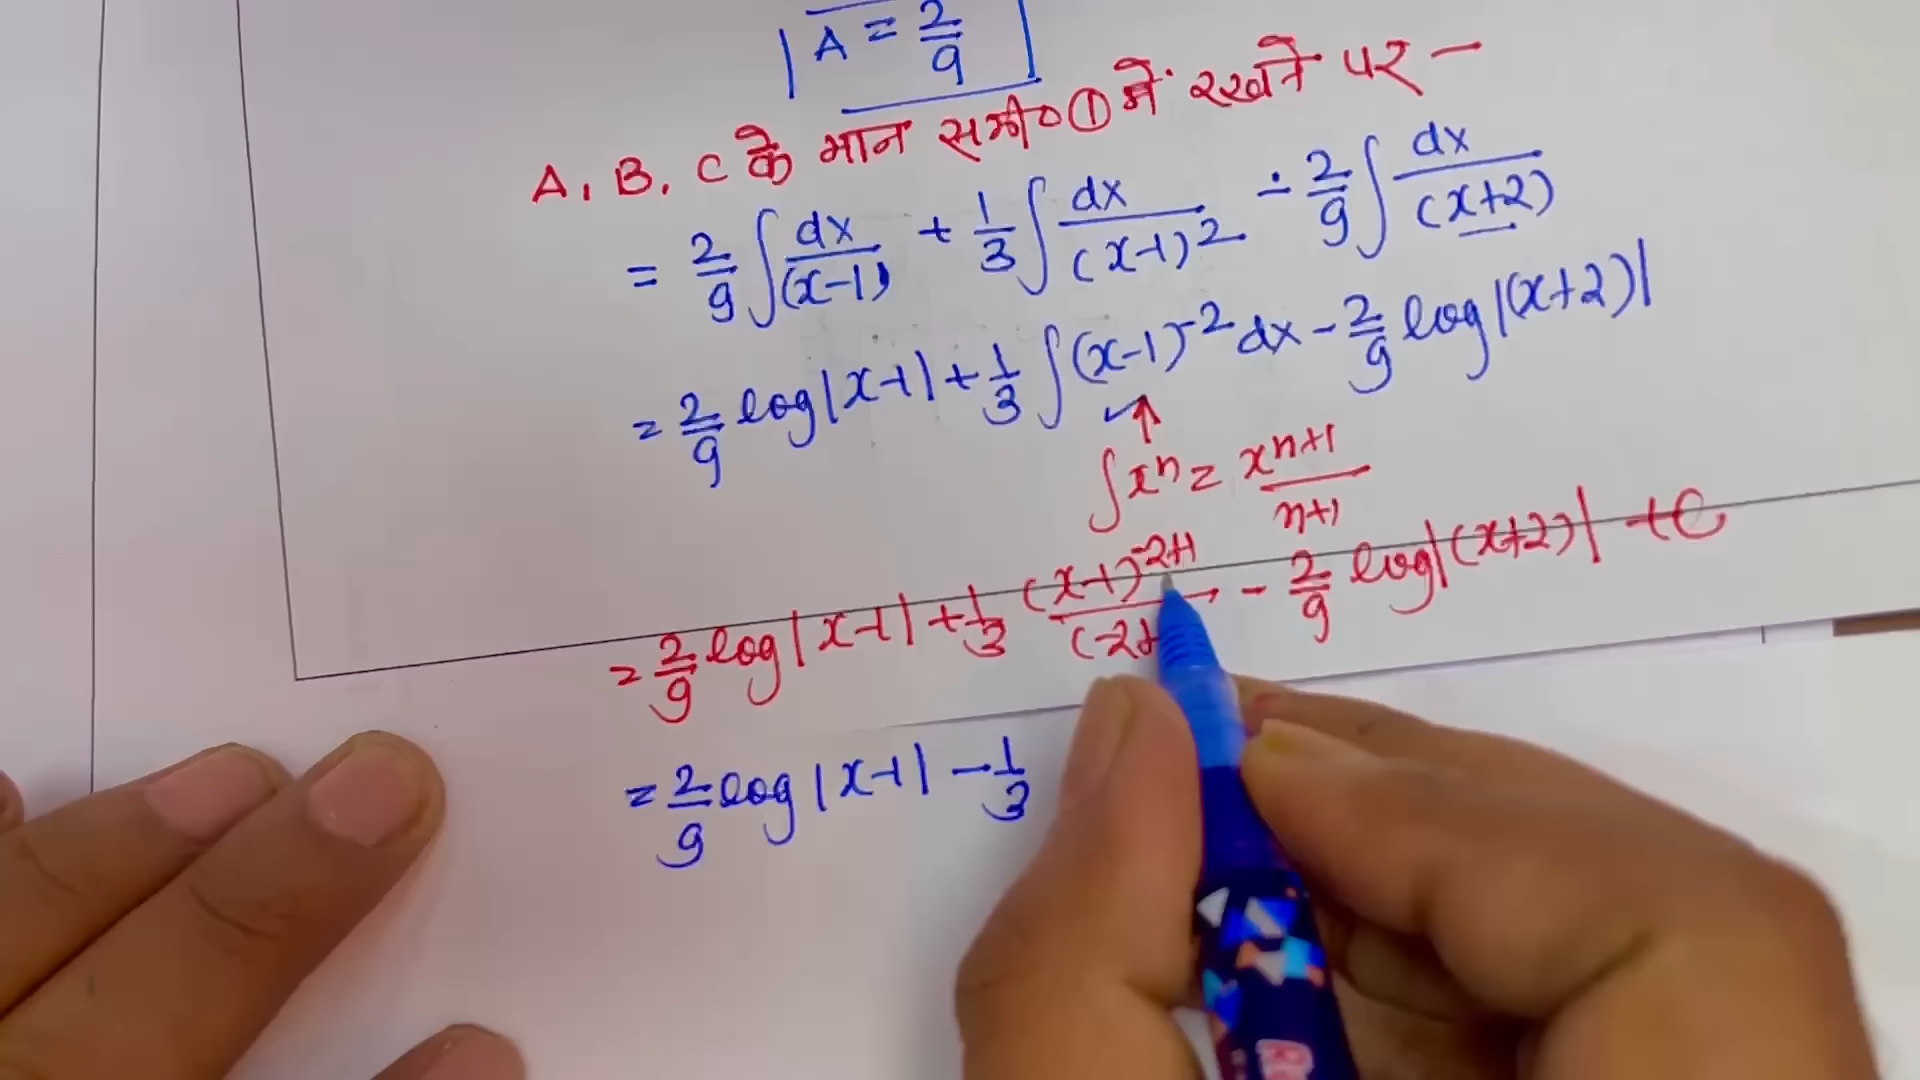 A = 2/9
A, B, C के मान समी० ① में रखने पर —
= 2/9 ∫ dx/(x-1) + 1/3 ∫ dx/(x-1)² - 2/9 ∫ dx/(x+2)
= 2/9 log|x-1| + 1/3 ∫ (x-1)⁻² dx - 2/9 log|(x+2)|
∫xⁿ = xⁿ⁺¹/n+1
= 2/9 log|x-1| + 1/3 (x-1)⁻²⁺¹/(-2+ - 2/9 log|(x+2)| + C
= 2/9 log|x-1| - 1/3